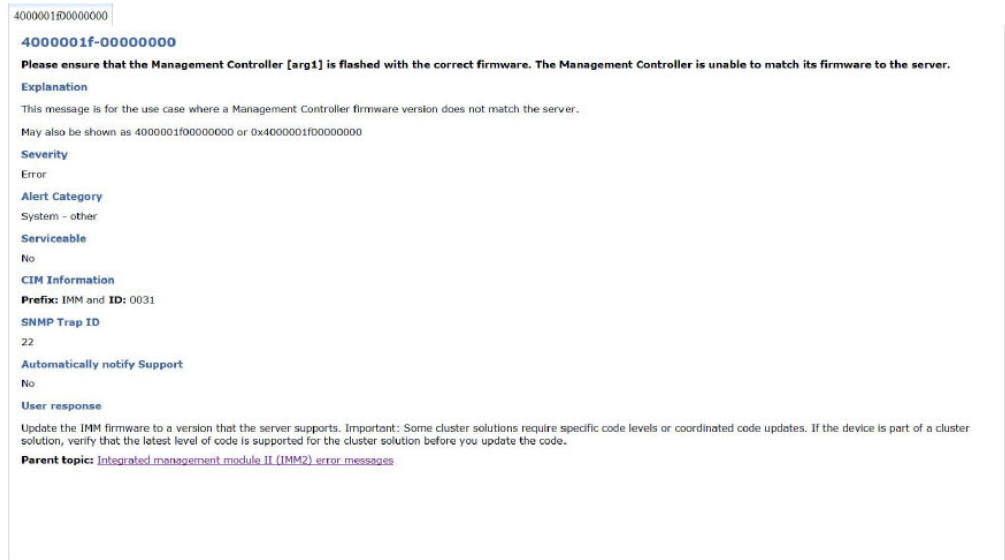 4000001f00000000
4000001f-00000000
Please ensure that the Management Controller [arg1] is flashed with the correct firmware. The Management Controller is unable to match its firmware to the server.
Explanation
This message is for the use case where a Management Controller firmware version does not match the server.
May also be shown as 4000001f00000000 or 0x4000001f00000000
Severity
Error
Alert Category
System - other
Serviceable
No
CIM Information
Prefix: IMM and ID: 0031
SNMP Trap ID
22
Automatically notify Support
No
User response
Update the IMM firmware to a version that the server supports. Important: Some cluster solutions require specific code levels or coordinated code updates. If the device is part of a cluster
solution, verify that the latest level of code is supported for the cluster solution before you update the code.
Parent topic: Integrated management module II (IMM2) error messages